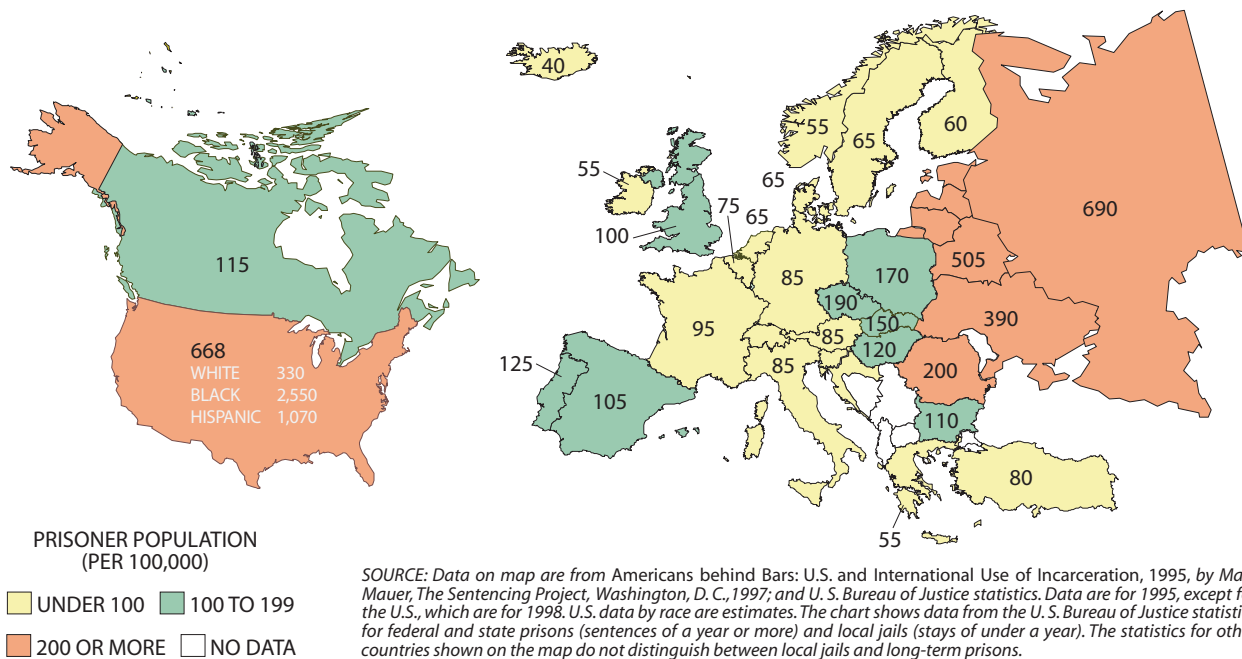 40
55
65
60
55
65
75
65
100
690
115
85
170
505
190
95
150
390
85
120
668
WHITE 330
BLACK 2,550
HISPANIC 1,070
125
105
85
200
110
80
55
PRISONER POPULATION
(PER 100,000)
UNDER 100
100 TO 199
200 OR MORE
NO DATA
SOURCE: Data on map are from Americans behind Bars: U.S. and International Use of Incarceration, 1995, by
Mauer, The Sentencing Project, Washington, D. C., 1997; and U. S. Bureau of Justice statistics. Data are for 1995, except
the U.S., which are for 1998. U.S. data by race are estimates. The chart shows data from the U. S. Bureau of Justice
for federal and state prisons (sentences of a year or more) and local jails (stays of under a year). The statistics for
countries shown on the map do not distinguish between local jails and long-term prisons.